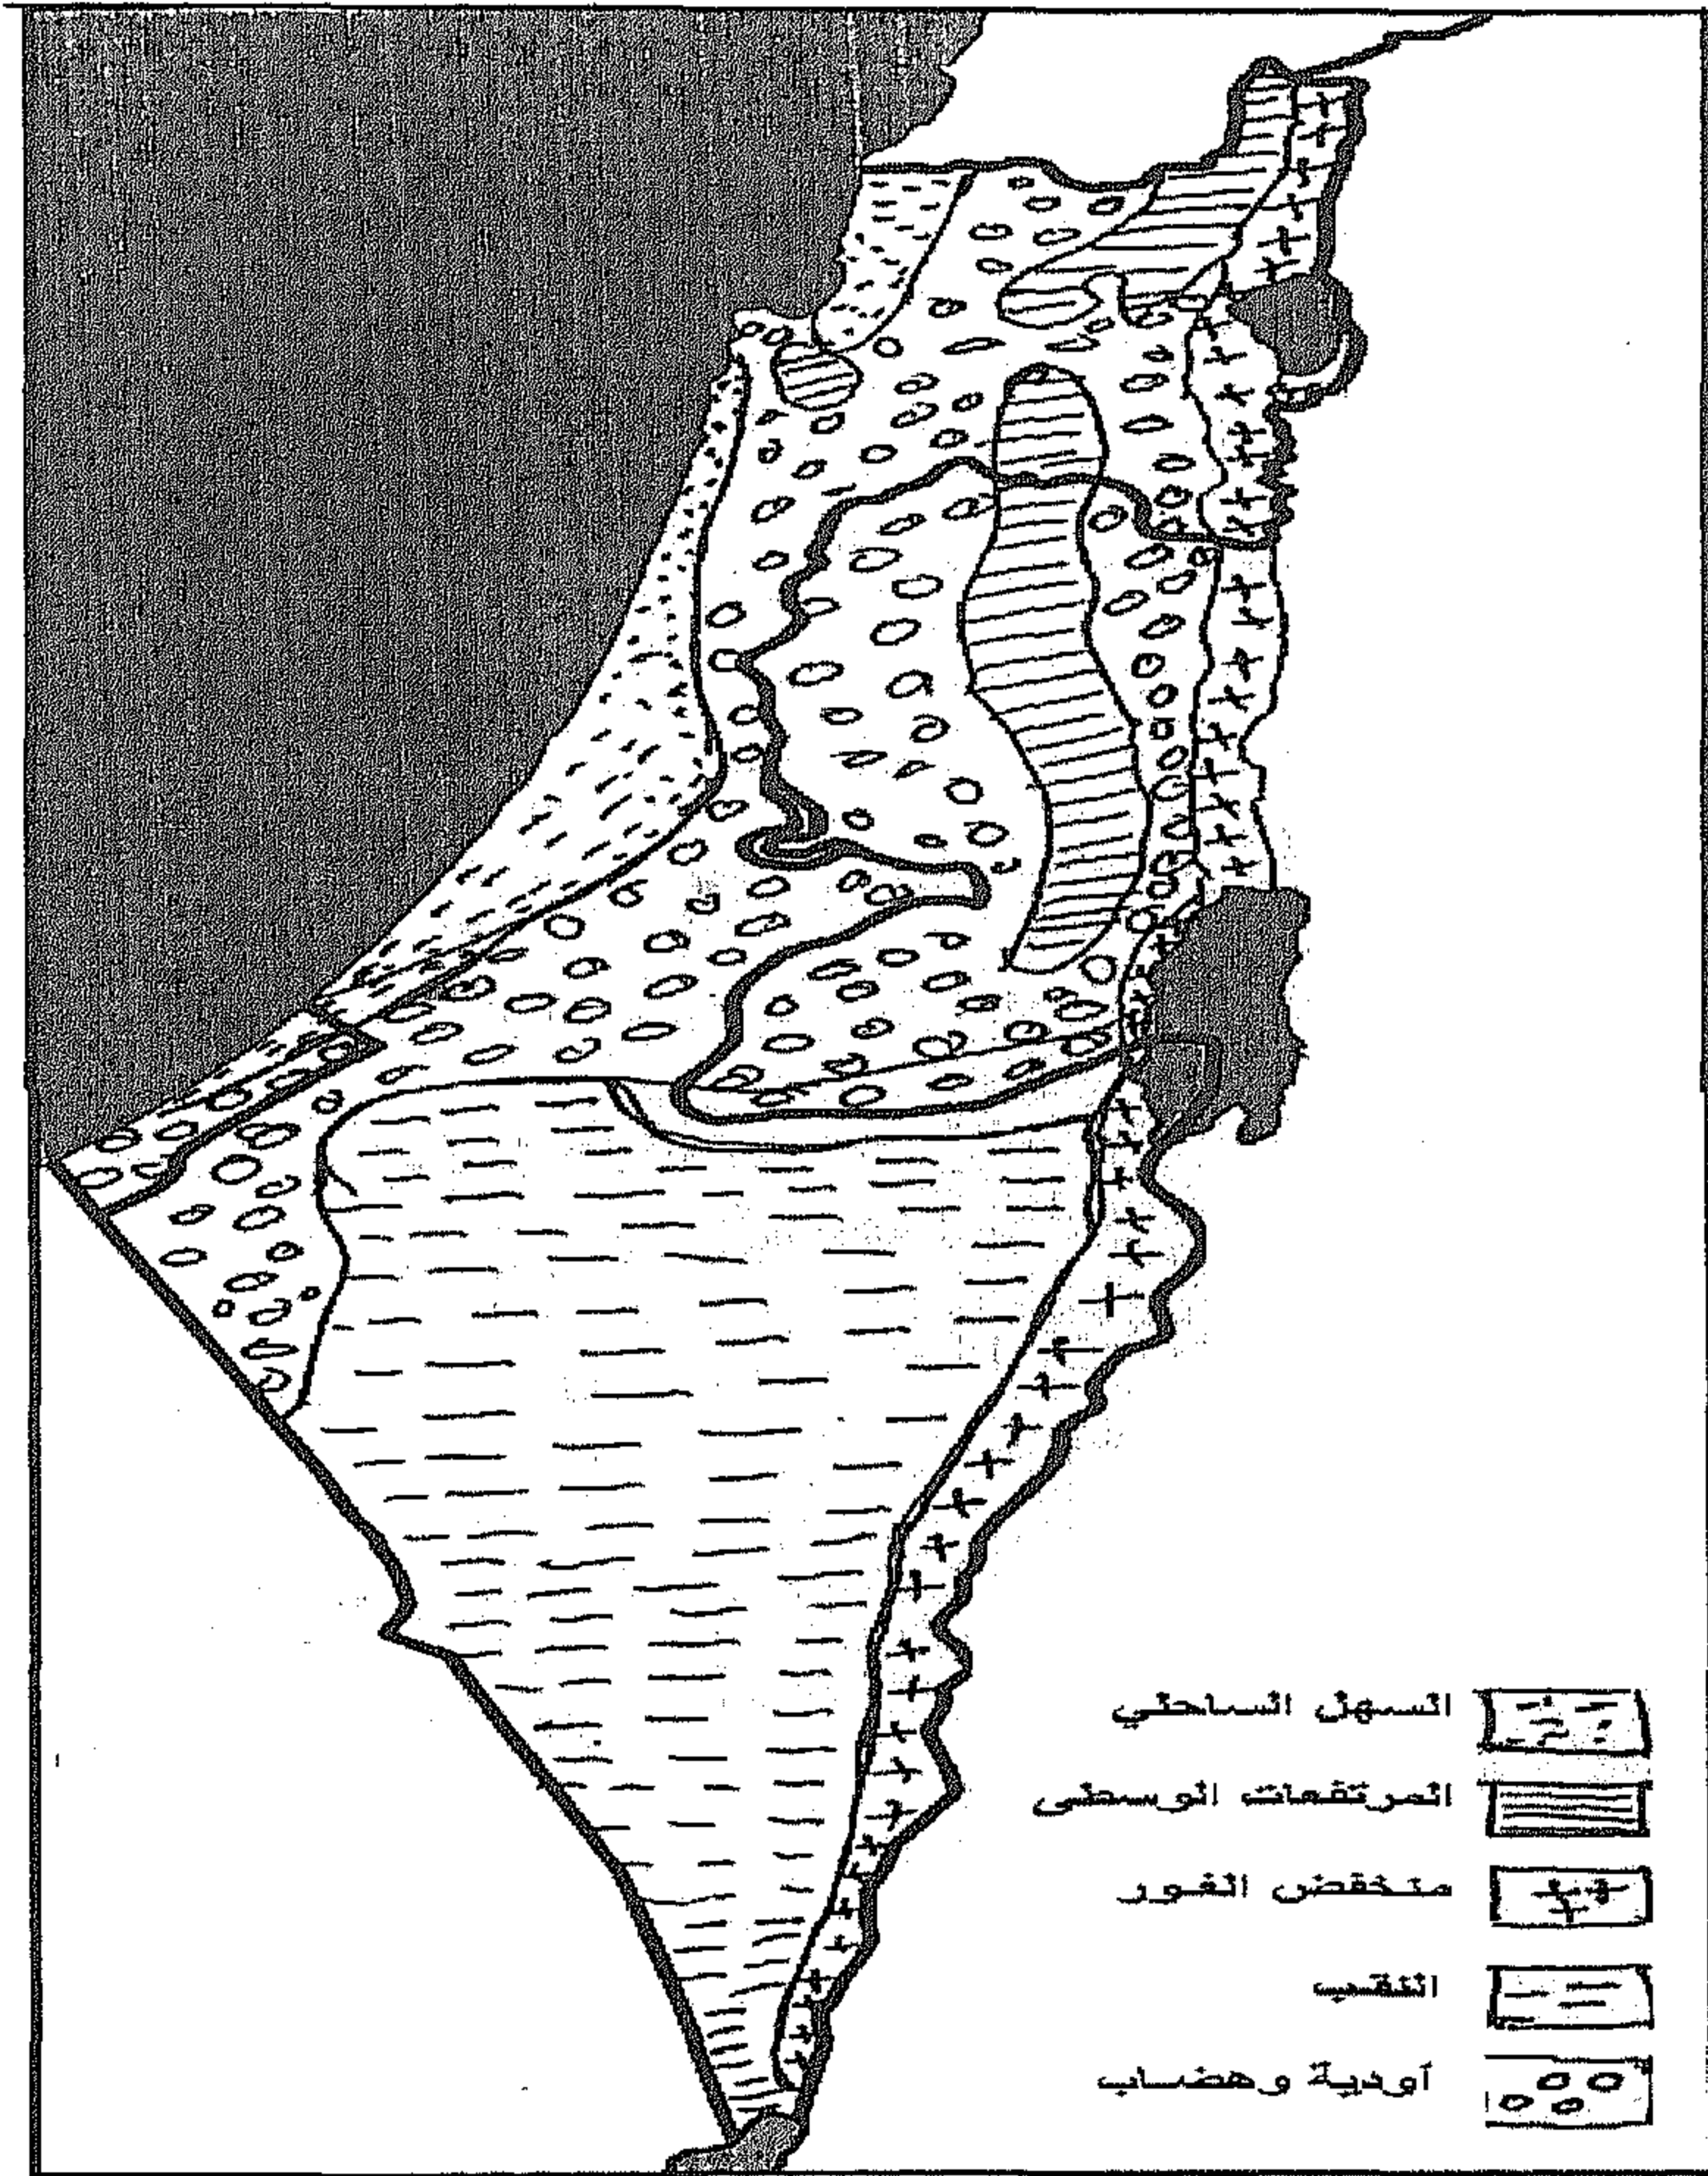 السهل الساحلي
المرتفعات الوسطى
منخفض الغور
النقب
أودية وهضاب